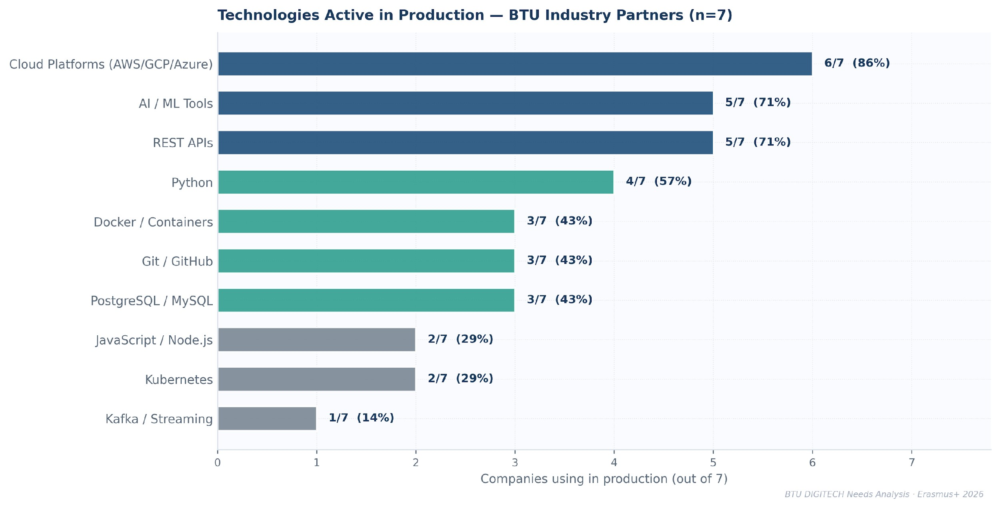 Technologies Active in Production — BTU Industry Partners (n=7)
Cloud Platforms (AWS/GCP/Azure) 6/7 (86%)
AI / ML Tools 5/7 (71%)
REST APIs 5/7 (71%)
Python 4/7 (57%)
Docker / Containers 3/7 (43%)
Git / GitHub 3/7 (43%)
PostgreSQL / MySQL 3/7 (43%)
JavaScript / Node.js 2/7 (29%)
Kubernetes 2/7 (29%)
Kafka / Streaming 1/7 (14%)
0 1 2 3 4 5 6 7
Companies using in production (out of 7)
BTU DIGITECH Needs Analysis · Erasmus+ 2026